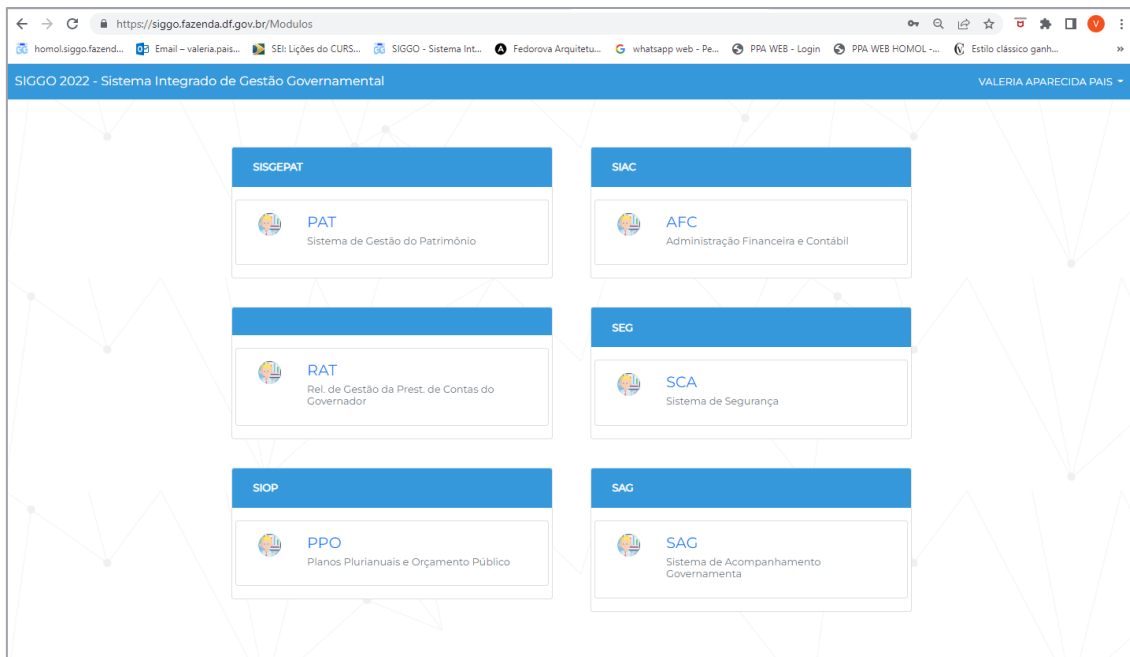 https://siggo.fazenda.df.gov.br/Modulos
homol.siggo.fazend...
Email – valeria.pais...
SEI: Lições do CURS...
SIGGO - Sistema Int...
Fedorova Arquitetu...
whatsapp web - Pe...
PPA WEB - Login
PPA WEB HOMOL -...
Estilo clássico ganh...
»
SIGGO 2022 - Sistema Integrado de Gestão Governamental
VALERIA APARECIDA PAIS
SISGEPAT
PAT
Sistema de Gestão do Patrimônio
SIAC
AFC
Administração Financeira e Contábil
RAT
Rel. de Gestão da Prest. de Contas do
Governador
SEG
SCA
Sistema de Segurança
SIOP
PPO
Planos Plurianuais e Orçamento Público
SAG
SAG
Sistema de Acompanhamento
Governamenta